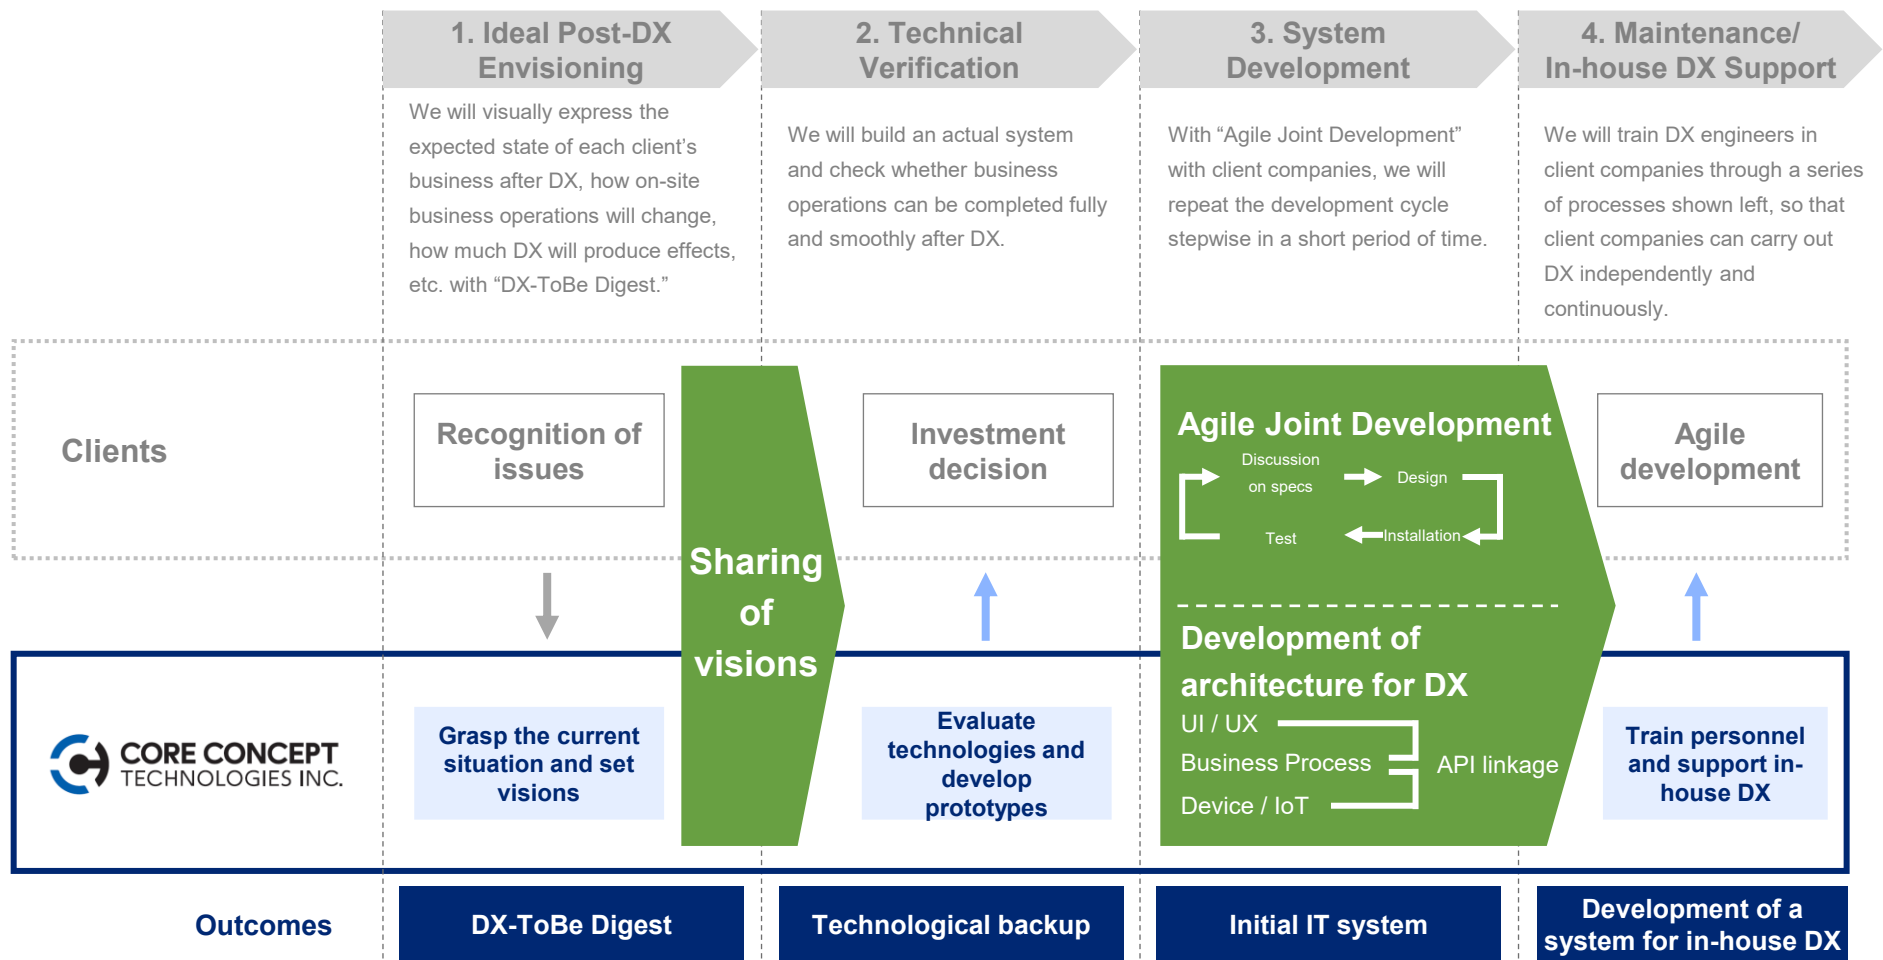 1. Ideal Post-DX
Envisioning
2. Technical
Verification
3. System
Development
4. Maintenance/
In-house DX Support
We will visually express the
expected state of each client’s
business after DX, how on-site
business operations will change,
how much DX will produce effects,
etc. with “DX-ToBe Digest.”
We will build an actual system
and check whether business
operations can be completed fully
and smoothly after DX.
With “Agile Joint Development”
with client companies, we will
repeat the development cycle
stepwise in a short period of time.
We will train DX engineers in
client companies through a series
of processes shown left, so that
client companies can carry out
DX independently and
continuously.
Clients
Recognition of
issues
Sharing
of
visions
Investment
decision
Agile Joint Development
Discussion
on specs
Design
Test
Installation
Agile
development
Development of
architecture for DX
UI / UX
Business Process
Device / IoT
API linkage
CORE CONCEPT
TECHNOLOGIES INC.
Grasp the current
situation and set
visions
Evaluate
technologies and
develop
prototypes
Train personnel
and support in-
house DX
Outcomes
DX-ToBe Digest
Technological backup
Initial IT system
Development of a
system for in-house DX